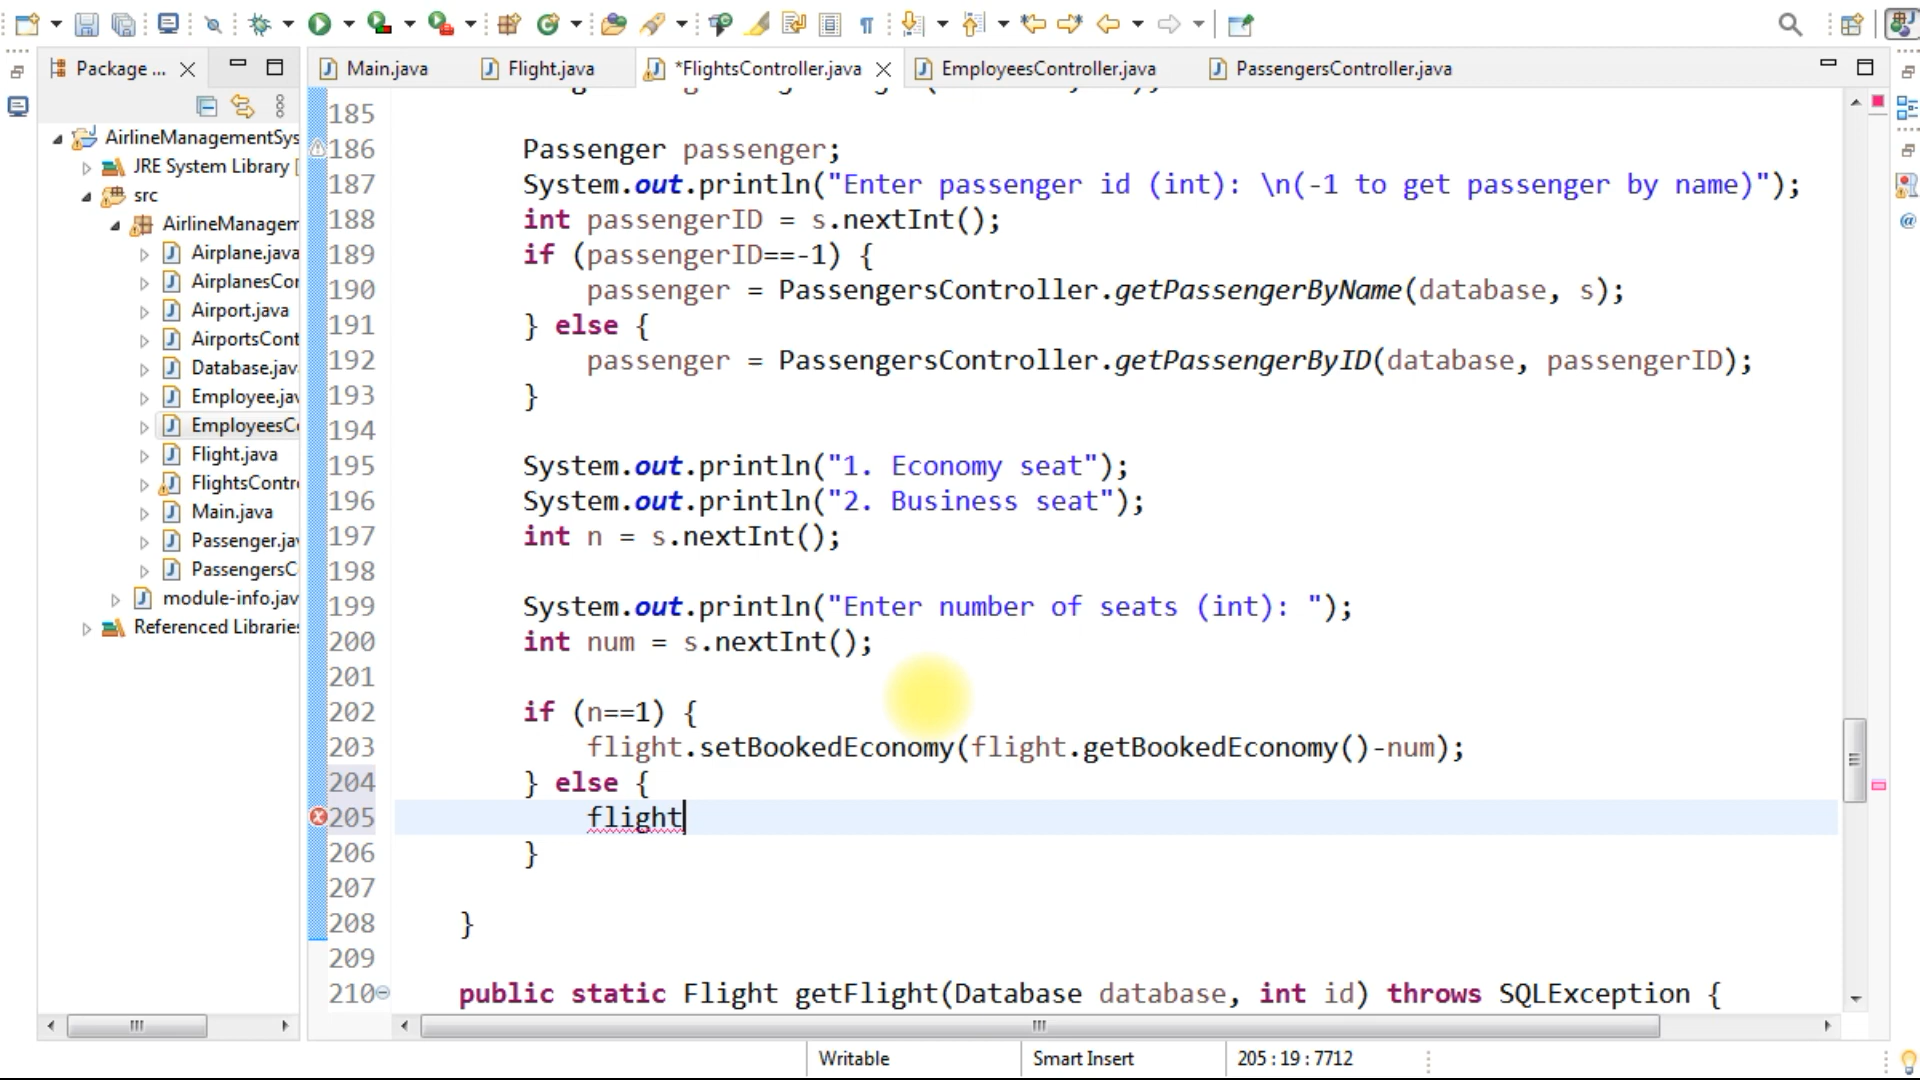 Package ...
Main.java
Flight.java
*FlightsController.java
EmployeesController.java
PassengersController.java
AirlineManagementSys
JRE System Library [
src
AirlineManagem
Airplane.java
AirplanesCor
Airport.java
AirportsCont
Database.jav
Employee.jav
EmployeesC
Flight.java
FlightsContr
Main.java
Passenger.jav
PassengersC
module-info.jav
Referenced Libraries
185
186 Passenger passenger;
187 System.out.println("Enter passenger id (int): \n(-1 to get passenger by name)");
188 int passengerID = s.nextInt();
189 if (passengerID==-1) {
190 passenger = PassengersController.getPassengerByName(database, s);
191 } else {
192 passenger = PassengersController.getPassengerByID(database, passengerID);
193 }
194
195 System.out.println("1. Economy seat");
196 System.out.println("2. Business seat");
197 int n = s.nextInt();
198
199 System.out.println("Enter number of seats (int): ");
200 int num = s.nextInt();
201
202 if (n==1) {
203 flight.setBookedEconomy(flight.getBookedEconomy()-num);
204 } else {
205 flight
206 }
207
208 }
209
210 public static Flight getFlight(Database database, int id) throws SQLException {
Writable
Smart Insert
205 : 19 : 7712